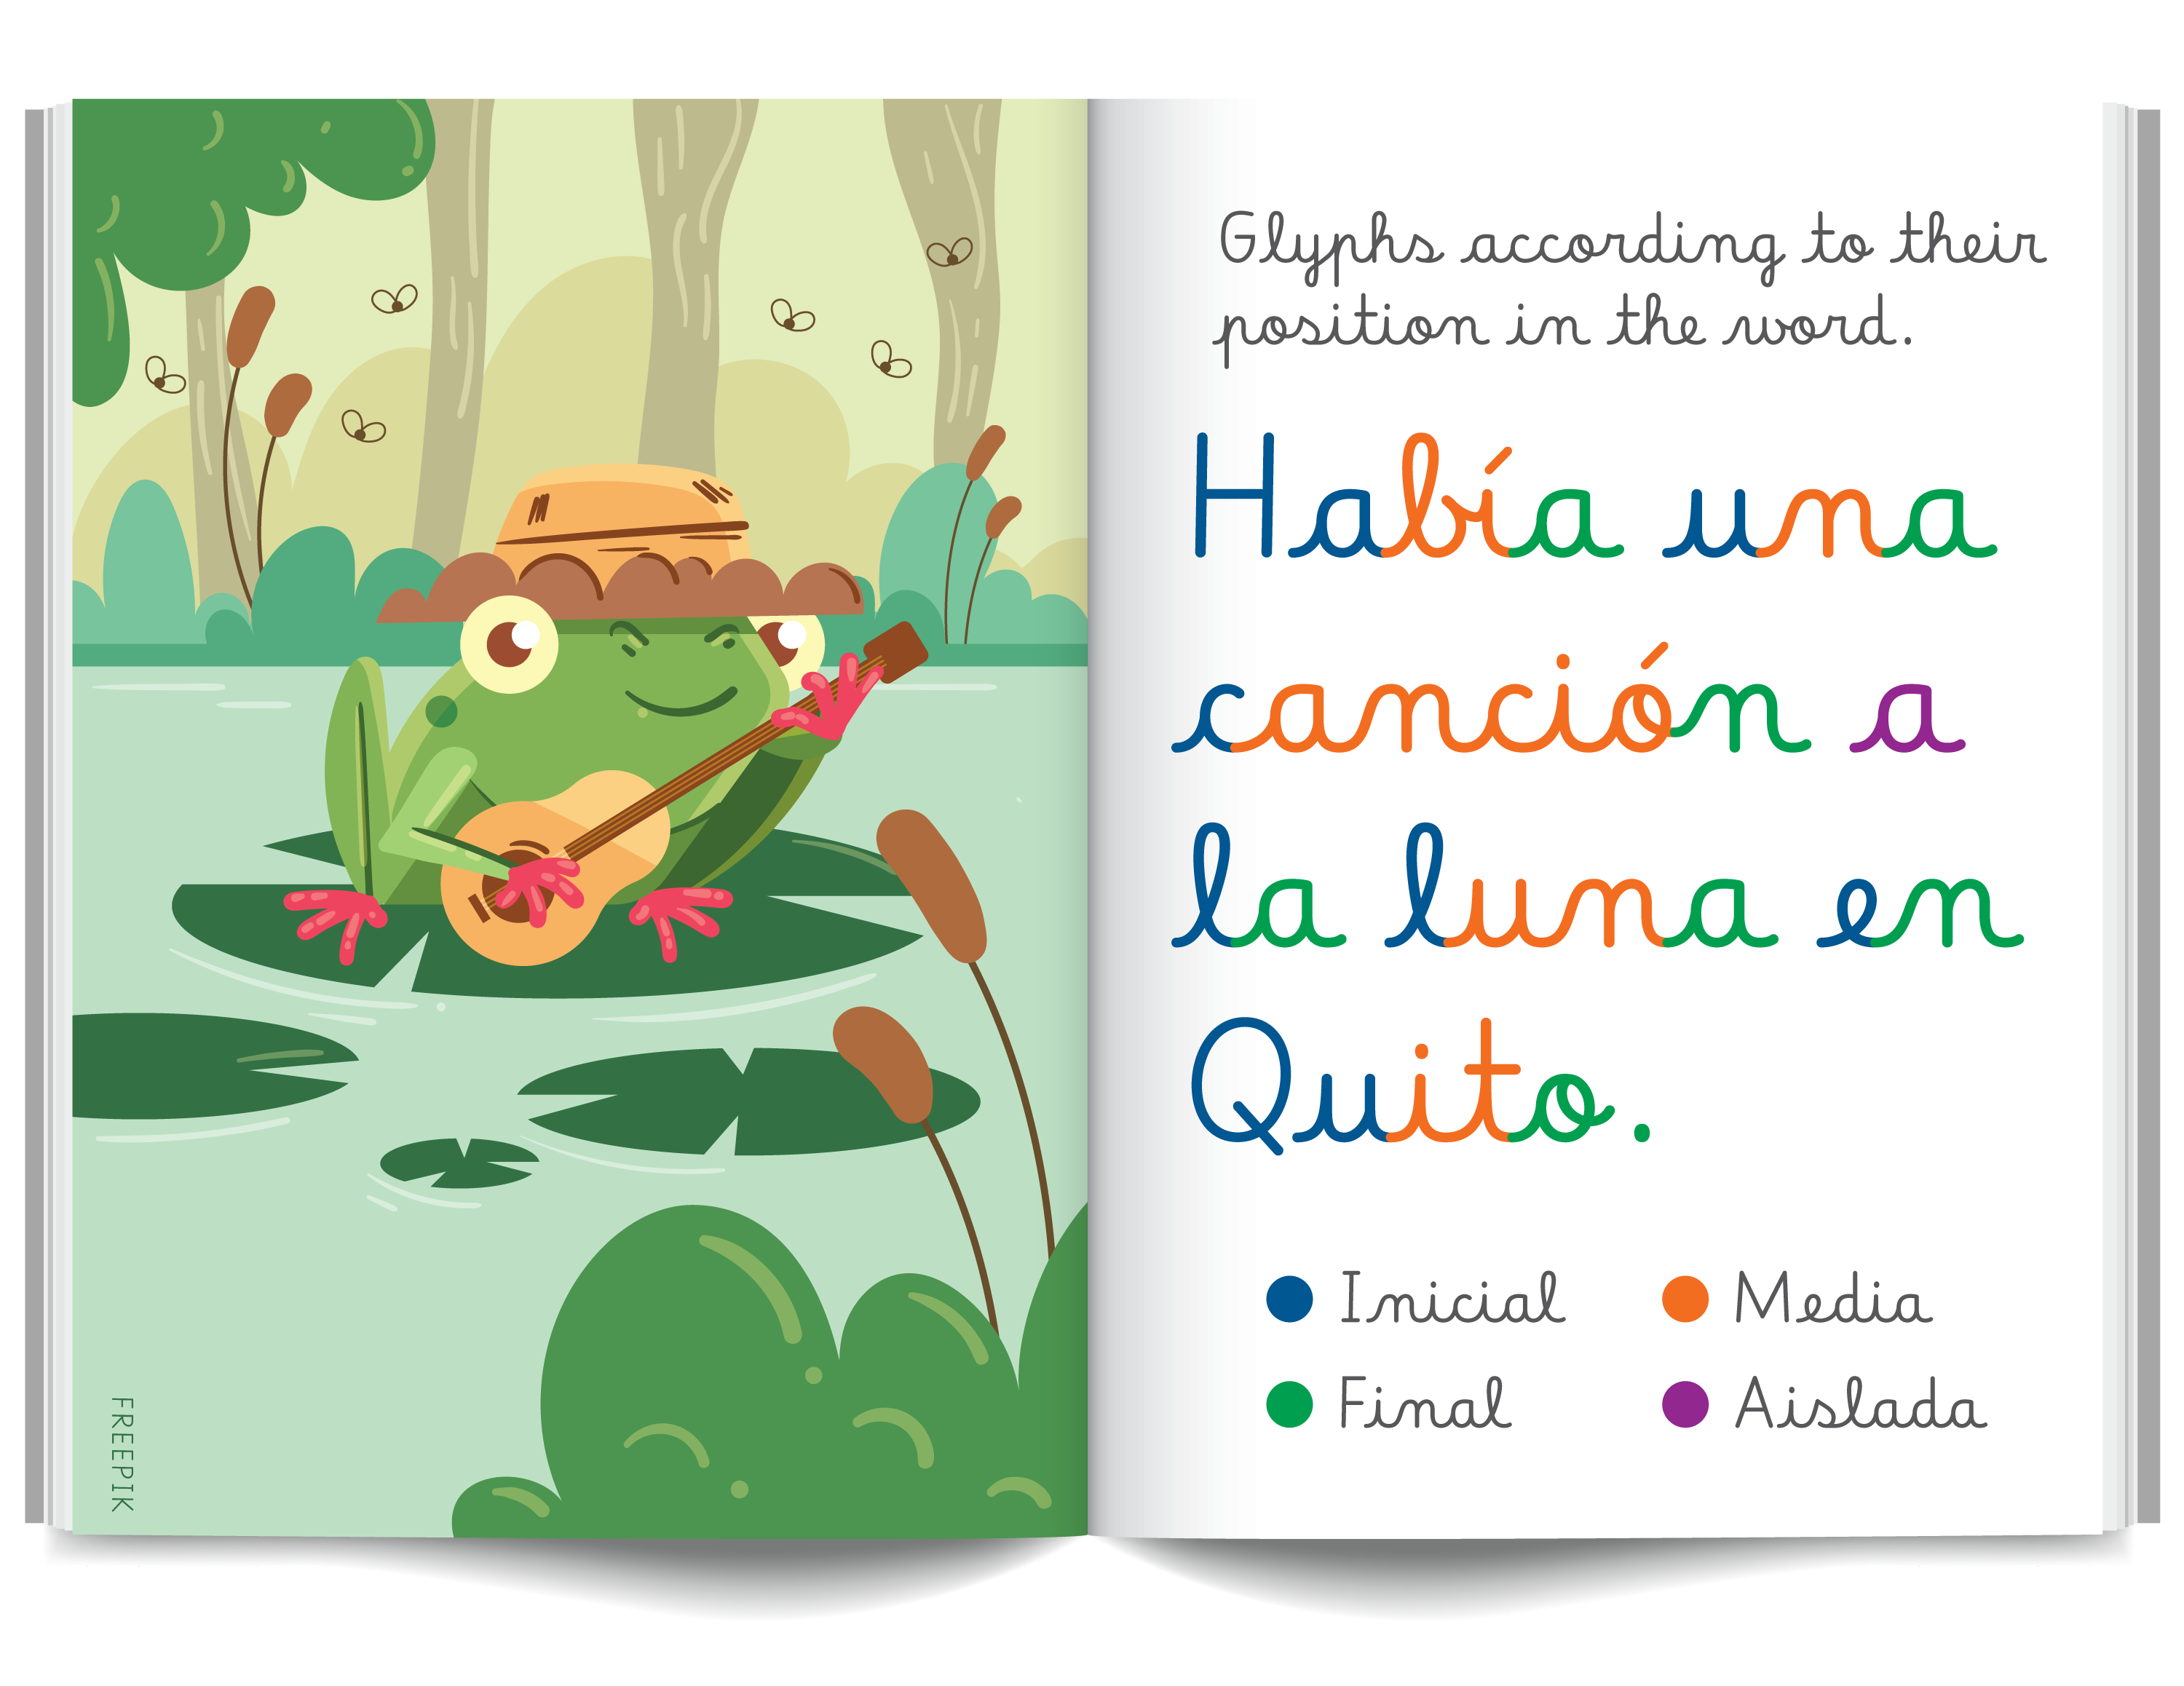 FREEPIK
Glyphs according to their
position in the word.
Había una
canción a
la luna en
Quito.
Inicial
Media
Final
Aislada